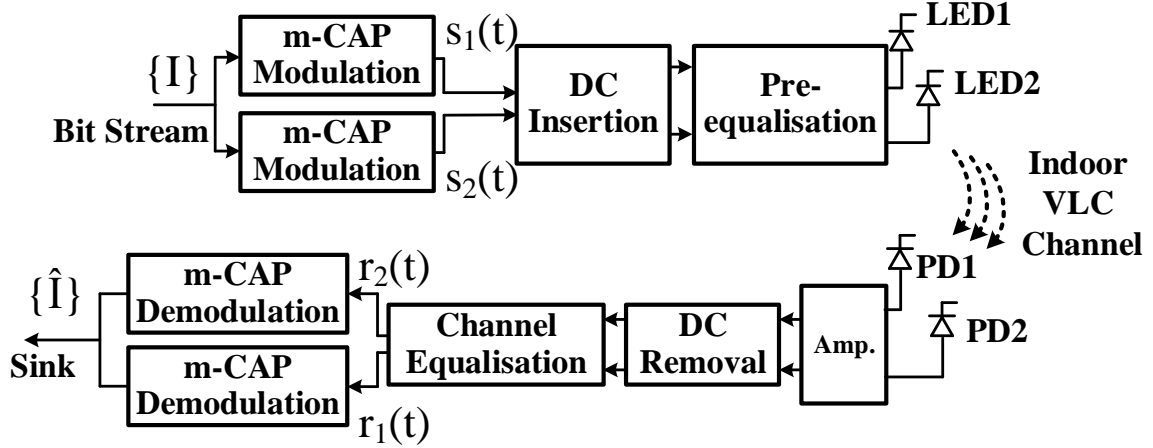 {I}
Bit Stream
m-CAP
Modulation
s₁(t)
m-CAP
Modulation
s₂(t)
DC
Insertion
Pre-
equalisation
LED1
LED2
Indoor
VLC
Channel
PD1
PD2
Amp.
DC
Removal
Channel
Equalisation
r₂(t)
m-CAP
Demodulation
r₁(t)
m-CAP
Demodulation
{Î}
Sink